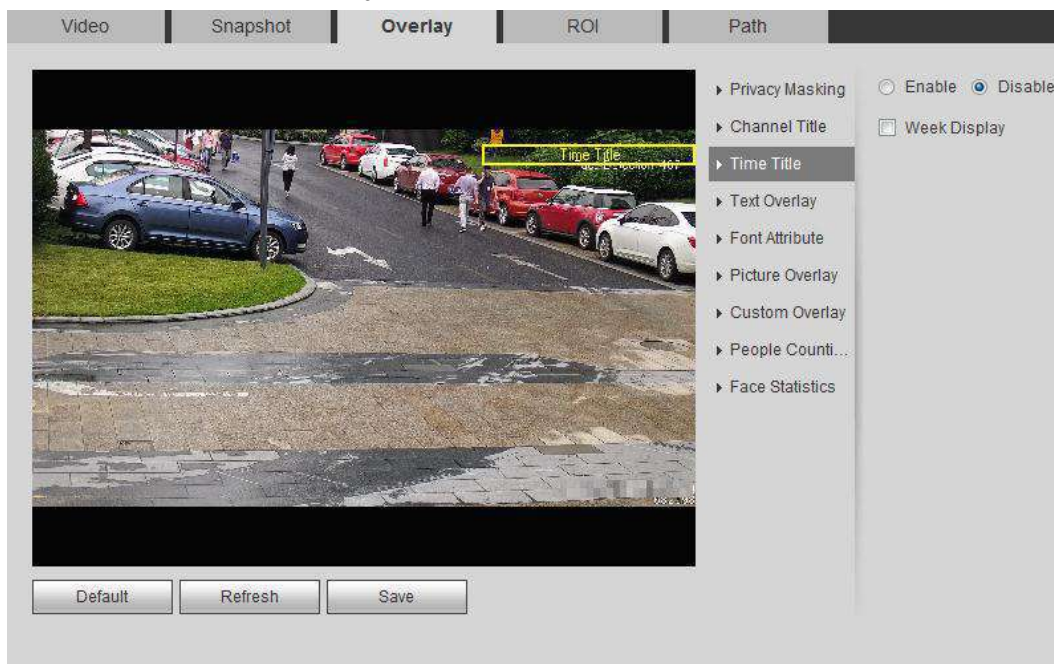 Video Snapshot Overlay ROI Path
Privacy Masking
Enable Disable
Channel Title
Week Display
Time Title
Time Title
Text Overlay
Font Attribute
Picture Overlay
Custom Overlay
People Counti...
Face Statistics
Default Refresh Save